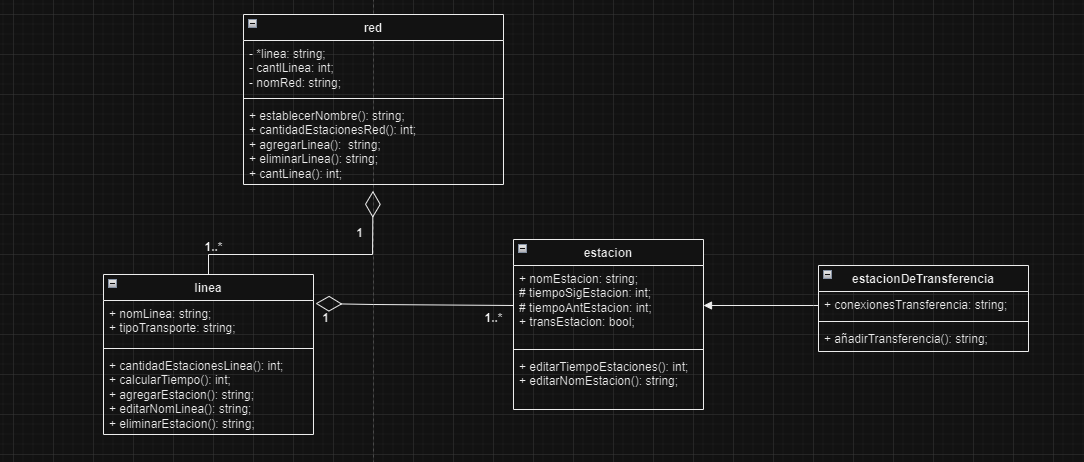 red
- *linea: string;
- cantlLinea: int;
- nomRed: string;
+ establecerNombre(): string;
+ cantidadEstacionesRed(): int;
+ agregarLinea():  string;
+ eliminarLinea(): string;
+ cantLinea(): int;
1
1..*
linea
+ nomLinea: string;
+ tipoTransporte: string;
+ cantidadEstacionesLinea(): int;
+ calcularTiempo(): int;
+ agregarEstacion(): string;
+ editarNomLinea(): string;
+ eliminarEstacion(): string;
1
1..*
estacion
+ nomEstacion: string;
# tiempoSigEstacion: int;
# tiempoAntEstacion: int;
+ transEstacion: bool;
+ editarTiempoEstaciones(): int;
+ editarNomEstacion(): string;
estacionDeTransferencia
+ conexionesTransferencia: string;
+ añadirTransferencia(): string;